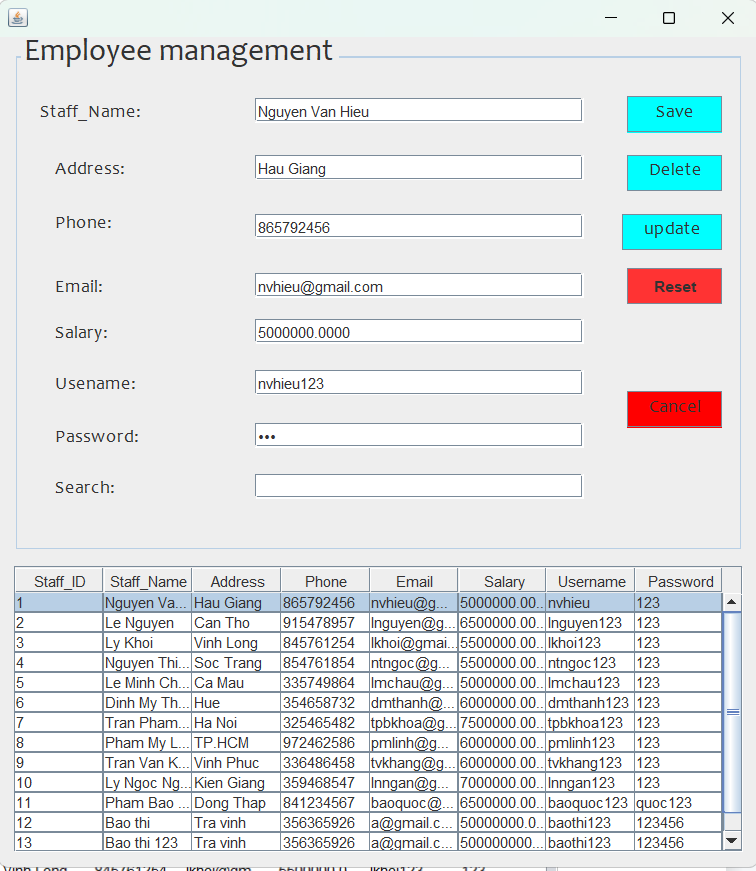 Employee management
Staff_Name: Nguyen Van Hieu Save
Address: Hau Giang Delete
Phone: 865792456 update
Email: nvhieu@gmail.com Reset
Salary: 5000000.0000
Usename: nvhieu123
Cancel
Password: •••
Search:
Staff_ID Staff_Name Address Phone Email Salary Username Password
1 Nguyen Va... Hau Giang 865792456 nvhieu@g... 5000000.00... nvhieu 123
2 Le Nguyen Can Tho 915478957 lnguyen@g... 6500000.00... lnguyen123 123
3 Ly Khoi Vinh Long 845761254 lkhoi@gmai... 5500000.00... lkhoi123 123
4 Nguyen Thi... Soc Trang 854761854 ntngoc@g... 5500000.00... ntngoc123 123
5 Le Minh Ch... Ca Mau 335749864 lmchau@g... 5000000.00... lmchau123 123
6 Dinh My Th... Hue 354658732 dmthanh@... 6000000.00... dmthanh123 123
7 Tran Pham... Ha Noi 325465482 tpbkhoa@g... 7500000.00... tpbkhoa123 123
8 Pham My L... TP.HCM 972462586 pmlinh@g... 6000000.00... pmlinh123 123
9 Tran Van K... Vinh Phuc 336486458 tvkhang@g... 6000000.00... tvkhang123 123
10 Ly Ngoc Ng... Kien Giang 359468547 lnngan@g... 7000000.00... lnngan123 123
11 Pham Bao ... Dong Thap 841234567 baoquoc@... 6500000.00... baoquoc123 quoc123
12 Bao thi Tra vinh 356365926 a@gmail.c... 5000000.00... baothi123 123456
13 Bao thi 123 Tra vinh 356365926 a@gmail.c... 500000000... baothi123 123456